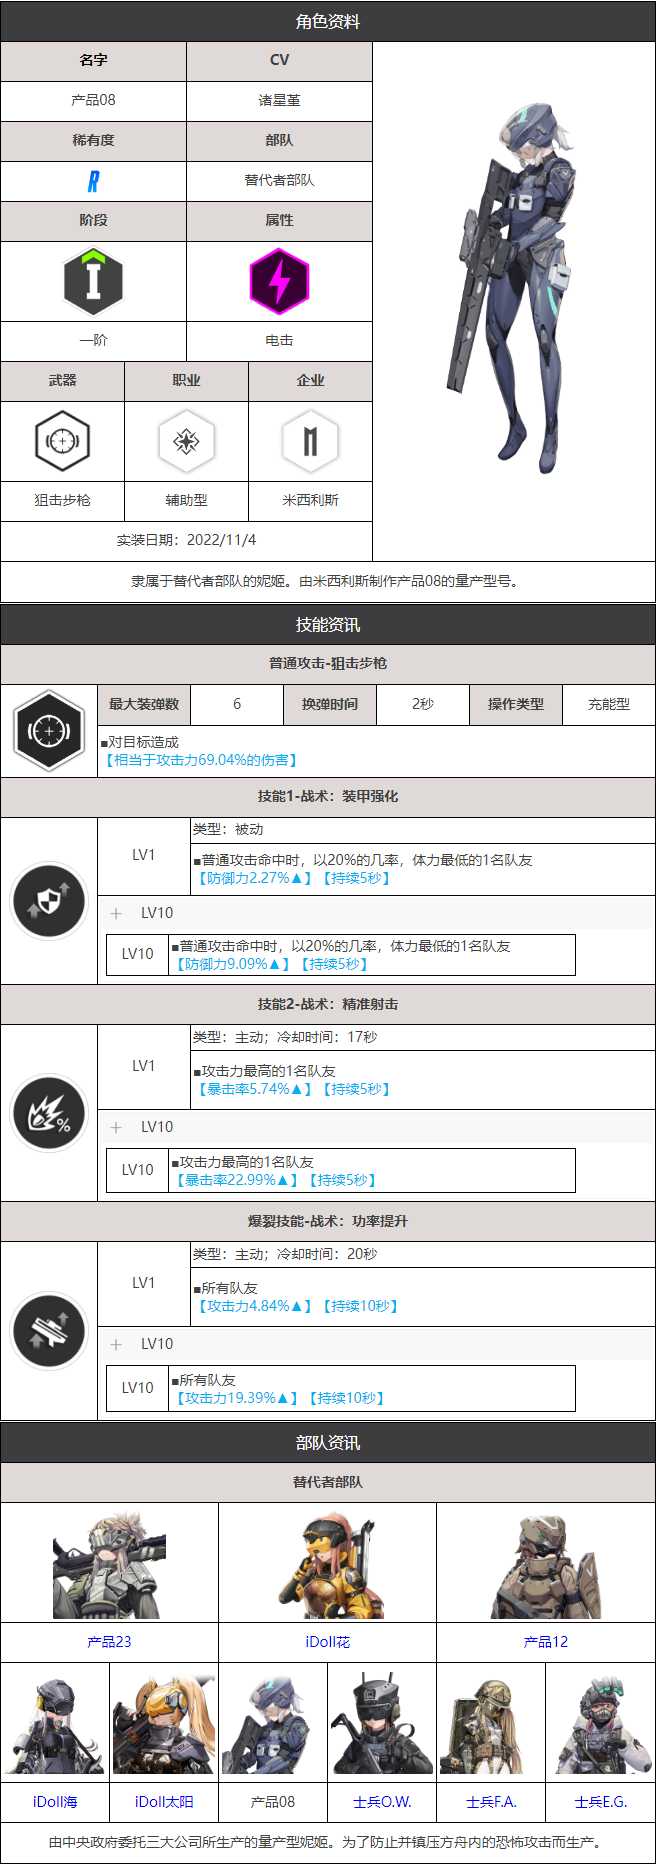 角色资料
名字
CV
产品08
诸星堇
稀有度
部队
R
替代者部队
阶段
属性
I
一阶
电击
武器
职业
企业
狙击步枪
辅助型
米西利斯
实装日期：2022/11/4
隶属于替代者部队的妮姬。由米西利斯制作产品08的量产型号。
技能资讯
普通攻击-狙击步枪
最大装弹数
6
换弹时间
2秒
操作类型
充能型
■对目标造成
【相当于攻击力69.04%的伤害】
技能1-战术：装甲强化
LV1
类型：被动
■普通攻击命中时，以20%的几率，体力最低的1名队友
【防御力2.27%▲】【持续5秒】
＋ LV10
LV10
■普通攻击命中时，以20%的几率，体力最低的1名队友
【防御力9.09%▲】【持续5秒】
技能2-战术：精准射击
LV1
类型：主动；冷却时间：17秒
■攻击力最高的1名队友
【暴击率5.74%▲】【持续5秒】
＋ LV10
%
LV10
■攻击力最高的1名队友
【暴击率22.99%▲】【持续5秒】
爆裂技能-战术：功率提升
LV1
类型：主动；冷却时间：20秒
■所有队友
【攻击力4.84%▲】【持续10秒】
＋ LV10
LV10
■所有队友
【攻击力19.39%▲】【持续10秒】
部队资讯
替代者部队
产品23
iDoll花
产品12
iDoll海
iDoll太阳
产品08
士兵O.W.
士兵F.A.
士兵E.G.
由中央政府委托三大公司所生产的量产型妮姬。为了防止并镇压方舟内的恐怖攻击而生产。